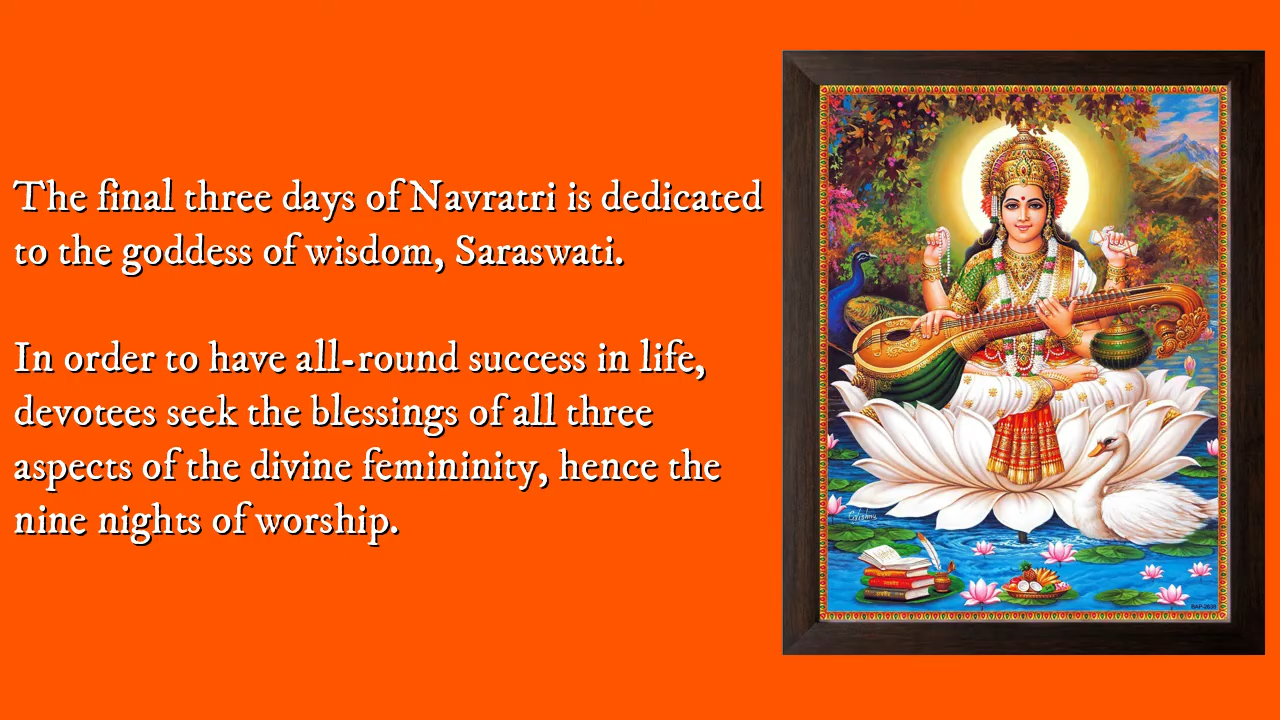 The final three days of Navratri is dedicated
to the goddess of wisdom, Saraswati.
In order to have all-round success in life,
devotees seek the blessings of all three
aspects of the divine femininity, hence the
nine nights of worship.
BAP-2638